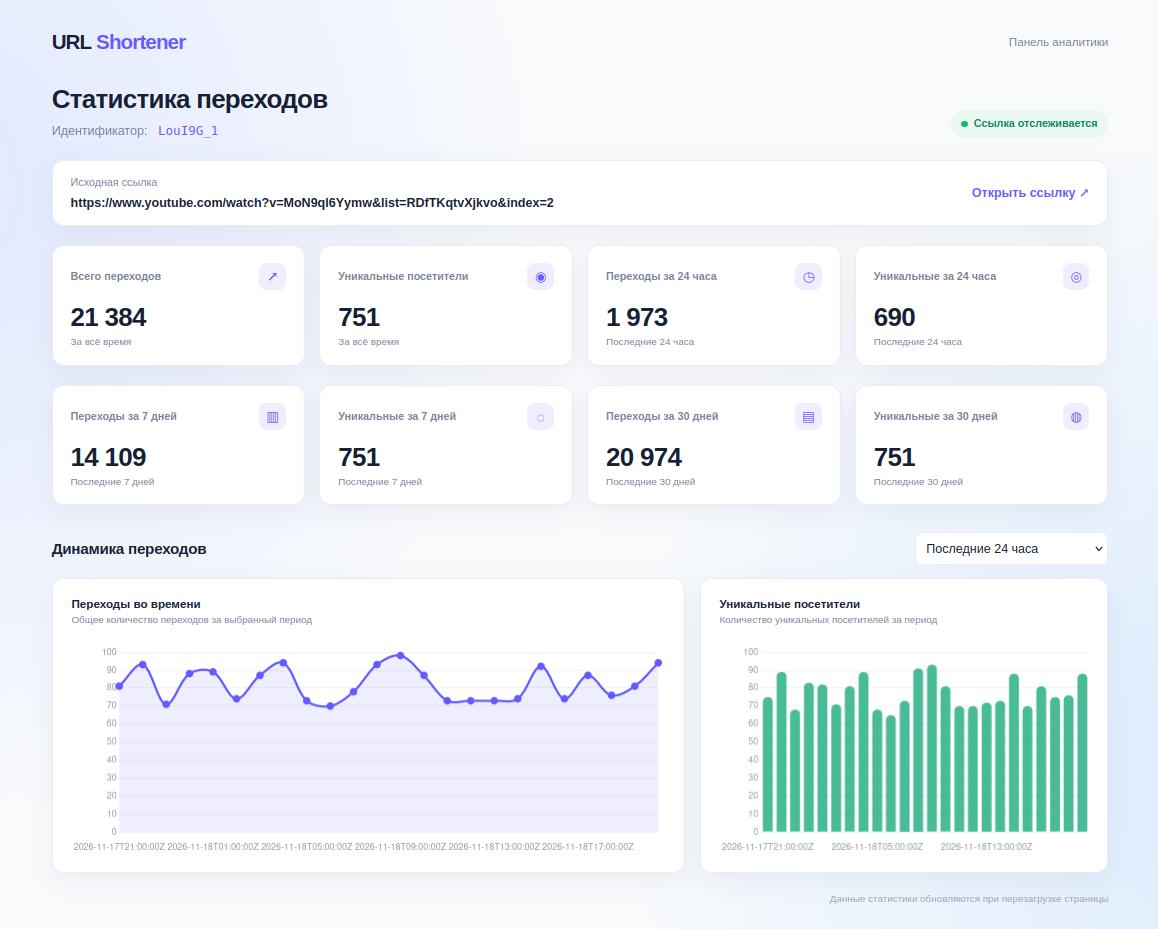 URL Shortener
Панель аналитики
Статистика переходов
Идентификатор: LouI9G_1
Ссылка отслеживается
Исходная ссылка
https://www.youtube.com/watch?v=MoN9ql6Yymw&list=RDfTKqtvXjkvo&index=2
Открыть ссылку ↗
Всего переходов
21 384
За всё время
Уникальные посетители
751
За всё время
Переходы за 24 часа
1 973
Последние 24 часа
Уникальные за 24 часа
690
Последние 24 часа
Переходы за 7 дней
14 109
Последние 7 дней
Уникальные за 7 дней
751
Последние 7 дней
Переходы за 30 дней
20 974
Последние 30 дней
Уникальные за 30 дней
751
Последние 30 дней
Динамика переходов
Последние 24 часа
Переходы во времени
Общее количество переходов за выбранный период
100
90
80
70
60
50
40
30
20
10
0
2026-11-17T21:00:00Z 2026-11-18T01:00:00Z 2026-11-18T05:00:00Z 2026-11-18T09:00:00Z 2026-11-18T13:00:00Z 2026-11-18T17:00:00Z
Уникальные посетители
Количество уникальных посетителей за период
100
90
80
70
60
50
40
30
20
10
0
2026-11-17T21:00:00Z 2026-11-18T05:00:00Z 2026-11-18T13:00:00Z
Данные статистики обновляются при перезагрузке страницы